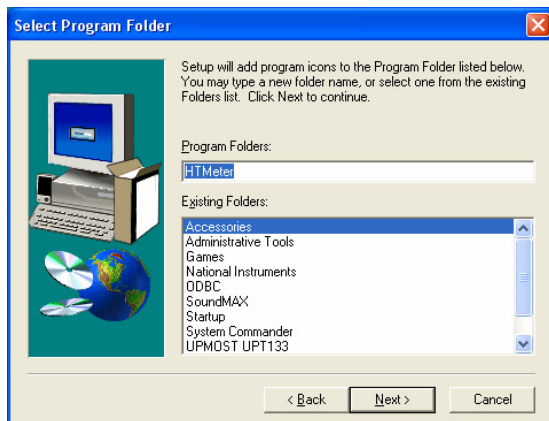 Select Program Folder
Setup will add program icons to the Program Folder listed below.
You may type a new folder name, or select one from the existing
Folders list. Click Next to continue.
Program Folders:
HTMeter
Existing Folders:
Accessories
Administrative Tools
Games
National Instruments
ODBC
SoundMAX
Startup
System Commander
UPMOST UPT133
< Back Next > Cancel